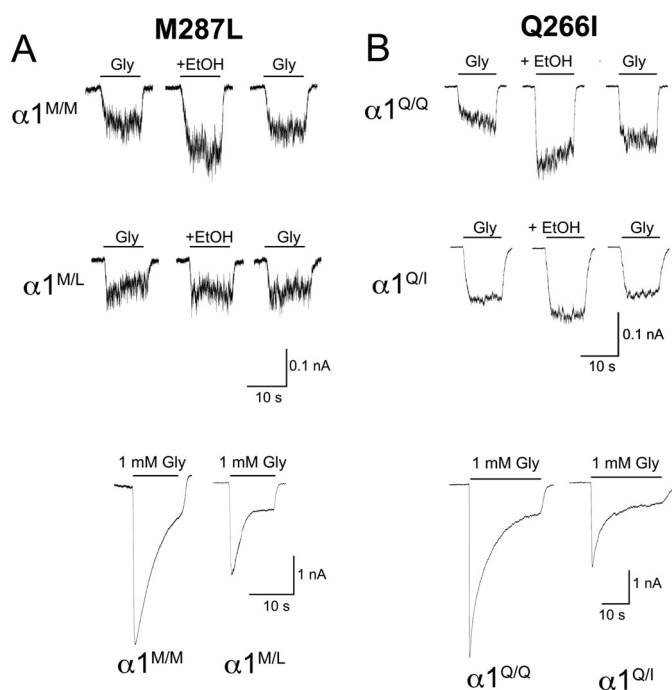 M287L
A
Gly
+EtOH
Gly
α1M/M
Gly
+EtOH
Gly
α1M/L
0.1 nA
10 s
1 mM Gly
1 mM Gly
1 nA
10 s
α1M/M
α1M/L
Q266I
B
Gly
+ EtOH
Gly
α1Q/Q
Gly
+ EtOH
Gly
α1Q/I
0.1 nA
10 s
1 mM Gly
1 mM Gly
1 nA
10 s
α1Q/Q
α1Q/I